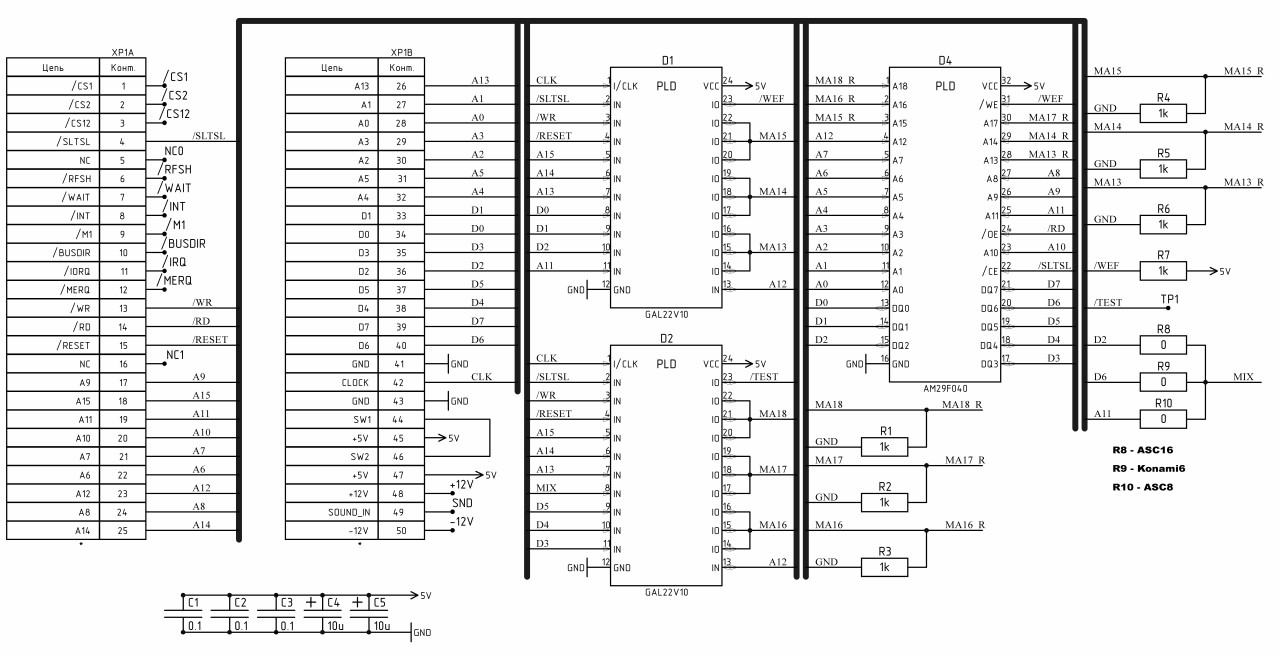 XP1A
Цепь Конт.
/CS1 1 /CS1
/CS2 2 /CS2
/CS12 3 /CS12
/SLTSL 4 /SLTSL
NC 5 NC0
/RFSH 6 /RFSH
/WAIT 7 /WAIT
/INT 8 /INT
/M1 9 /M1
/BUSDIR 10 /BUSDIR
/IORQ 11 /IRQ
/MERQ 12 /MERQ
/WR 13 /WR
/RD 14 /RD
/RESET 15 /RESET
NC 16 NC1
A9 17 A9
A15 18 A15
A11 19 A11
A10 20 A10
A7 21 A7
A6 22 A6
A12 23 A12
A8 24 A8
A14 25 A14
*
XP1B
Цепь Конт.
A13 26 A13
A1 27 A1
A0 28 A0
A3 29 A3
A2 30 A2
A5 31 A5
A4 32 A4
D1 33 D1
D0 34 D0
D3 35 D3
D2 36 D2
D5 37 D5
D4 38 D4
D7 39 D7
D6 40 D6
GND 41 GND
CLOCK 42 CLK
GND 43 GND
SW1 44
+5V 45 5V
SW2 46
+5V 47 5V
+12V 48 +12V
SOUND_IN 49 SND
-12V 50 -12V
*
D1
CLK 1 I/CLK PLD VCC 24 5V
/SLTSL 2 IN IO 23 /WEF
/WR 3 IN IO 22
/RESET 4 IN IO 21 MA15
A15 5 IN IO 20
A14 6 IN IO 19
A13 7 IN IO 18 MA14
D0 8 IN IO 17
D1 9 IN IO 16
D2 10 IN IO 15 MA13
A11 11 IN IO 14
GND 12 GND IN 13 A12
GAL22V10
D2
CLK 1 I/CLK PLD VCC 24 5V
/SLTSL 2 IN IO 23 /TEST
/WR 3 IN IO 22
/RESET 4 IN IO 21 MA18
A15 5 IN IO 20
A14 6 IN IO 19
A13 7 IN IO 18 MA17
MIX 8 IN IO 17
D5 9 IN IO 16
D4 10 IN IO 15 MA16
D3 11 IN IO 14
GND 12 GND IN 13 A12
GAL22V10
D4
MA18_R 1 A18 PLD VCC 32 5V
MA16_R 2 A16 /WE 31 /WEF
MA15_R 3 A15 A17 30 MA17_R
A12 4 A12 A14 29 MA14_R
A7 5 A7 A13 28 MA13_R
A6 6 A6 A8 27 A8
A5 7 A5 A9 26 A9
A4 8 A4 A11 25 A11
A3 9 A3 /OE 24 /RD
A2 10 A2 A10 23 A10
A1 11 A1 /CE 22 /SLTSL
A0 12 A0 DQ7 21 D7
D0 13 DQ0 DQ6 20 D6
D1 14 DQ1 DQ5 19 D5
D2 15 DQ2 DQ4 18 D4
GND 16 GND DQ3 17 D3
AM29F040
MA18 MA18_R
GND R1 1k
MA17 MA17_R
GND R2 1k
MA16 MA16_R
GND R3 1k
MA15 MA15_R
GND R4 1k
MA14 MA14_R
GND R5 1k
MA13 MA13_R
GND R6 1k
/WEF R7 1k 5V
/TEST TP1
D2 R8 0
D6 R9 0 MIX
A11 R10 0
R8 - ASC16
R9 - Konami6
R10 - ASC8
C1 C2 C3 + C4 + C5 5V
0.1 0.1 0.1 10u 10u GND